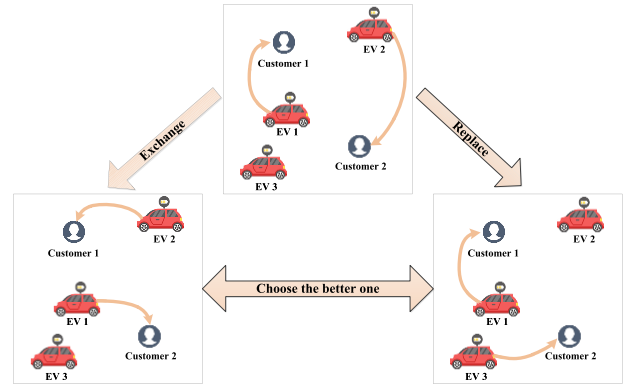 Customer 1
EV 2
EV 1
Customer 2
EV 3
Exchange
Replace
Customer 1
EV 2
EV 1
Customer 2
EV 3
Choose the better one
Customer 1
EV 2
EV 1
Customer 2
EV 3